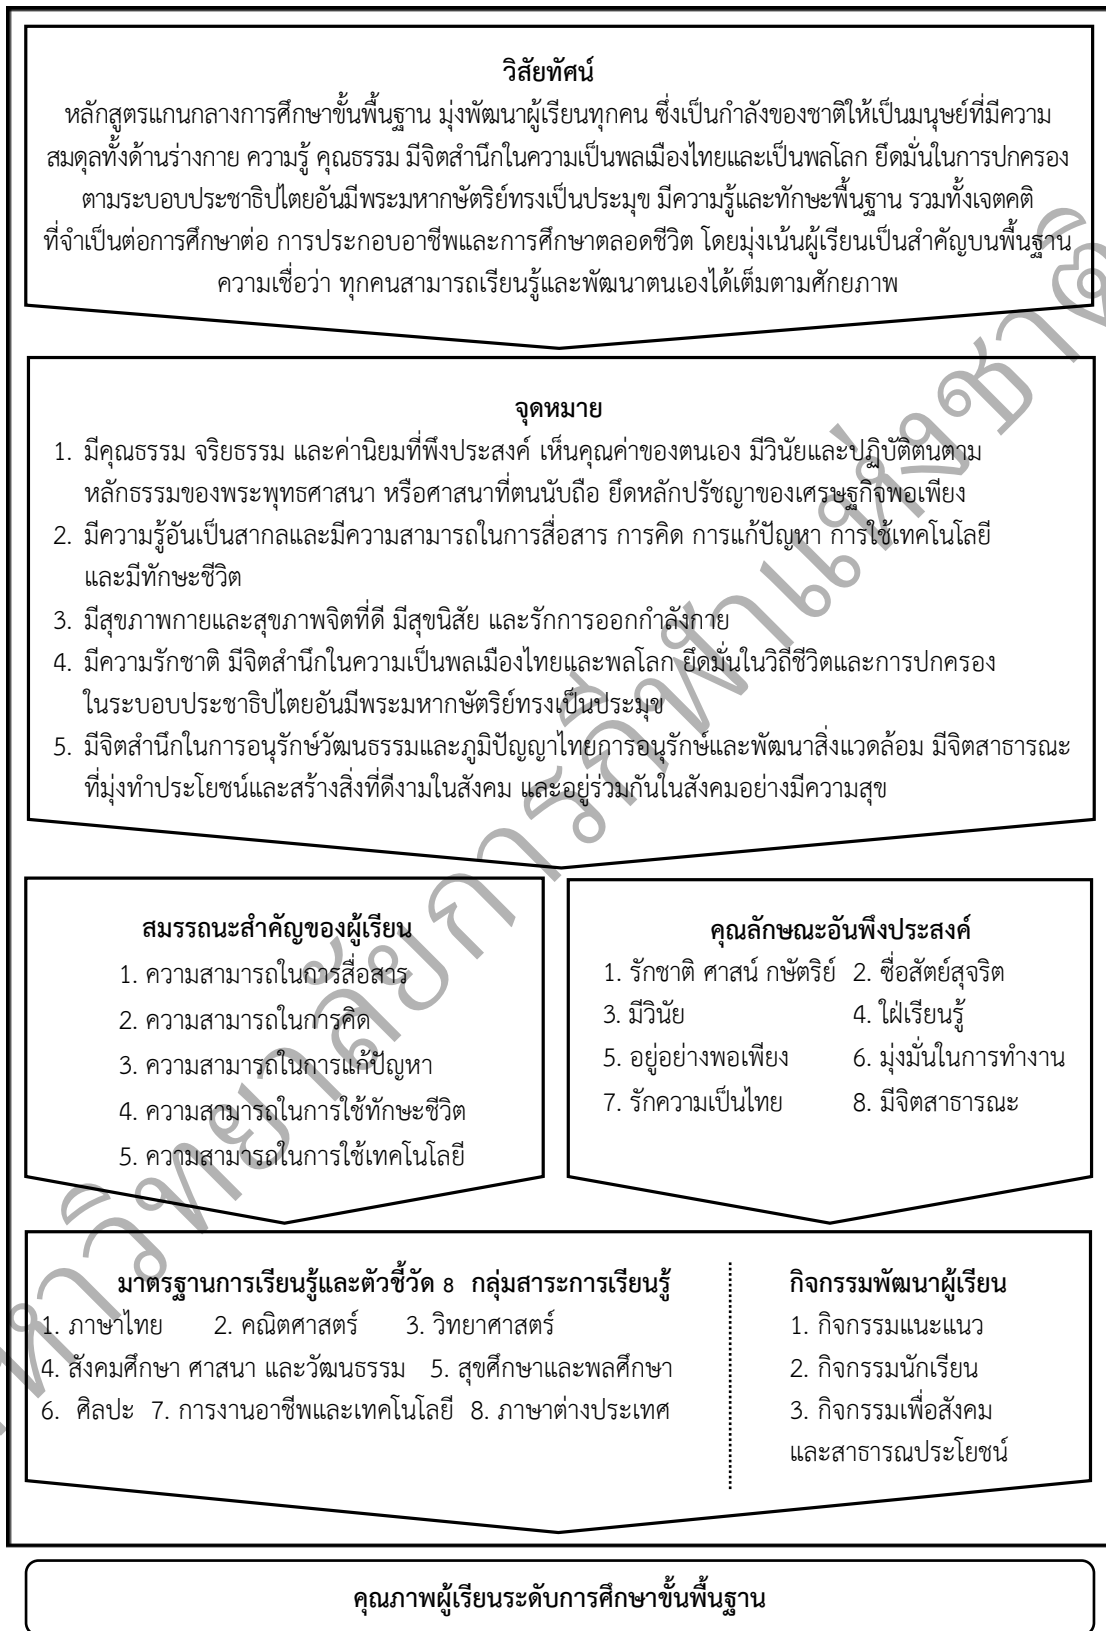 วิสัยทัศน์
หลักสูตรแกนกลางการศึกษาขั้นพื้นฐาน มุ่งพัฒนาผู้เรียนทุกคน ซึ่งเป็นกำลังของชาติให้เป็นมนุษย์ที่มีความ
สมดุลทั้งด้านร่างกาย ความรู้ คุณธรรม มีจิตสำนึกในความเป็นพลเมืองไทยและเป็นพลโลก ยึดมั่นในการปกครอง
ตามระบอบประชาธิปไตยอันมีพระมหากษัตริย์ทรงเป็นประมุข มีความรู้และทักษะพื้นฐาน รวมทั้งเจตคติ
ที่จำเป็นต่อการศึกษาต่อ การประกอบอาชีพและการศึกษาตลอดชีวิต โดยมุ่งเน้นผู้เรียนเป็นสำคัญบนพื้นฐาน
ความเชื่อว่า ทุกคนสามารถเรียนรู้และพัฒนาตนเองได้เต็มตามศักยภาพ
จุดหมาย
1. มีคุณธรรม จริยธรรม และค่านิยมที่พึงประสงค์ เห็นคุณค่าของตนเอง มีวินัยและปฏิบัติตนตาม
หลักธรรมของพระพุทธศาสนา หรือศาสนาที่ตนนับถือ ยึดหลักปรัชญาของเศรษฐกิจพอเพียง
2. มีความรู้อันเป็นสากลและมีความสามารถในการสื่อสาร การคิด การแก้ปัญหา การใช้เทคโนโลยี
และมีทักษะชีวิต
3. มีสุขภาพกายและสุขภาพจิตที่ดี มีสุขนิสัย และรักการออกกำลังกาย
4. มีความรักชาติ มีจิตสำนึกในความเป็นพลเมืองไทยและพลโลก ยึดมั่นในวิถีชีวิตและการปกครอง
ในระบอบประชาธิปไตยอันมีพระมหากษัตริย์ทรงเป็นประมุข
5. มีจิตสำนึกในการอนุรักษ์วัฒนธรรมและภูมิปัญญาไทยการอนุรักษ์และพัฒนาสิ่งแวดล้อม มีจิตสาธารณะ
ที่มุ่งทำประโยชน์และสร้างสิ่งที่ดีงามในสังคม และอยู่ร่วมกันในสังคมอย่างมีความสุข
สมรรถนะสำคัญของผู้เรียน
1. ความสามารถในการสื่อสาร
2. ความสามารถในการคิด
3. ความสามารถในการแก้ปัญหา
4. ความสามารถในการใช้ทักษะชีวิต
5. ความสามารถในการใช้เทคโนโลยี
คุณลักษณะอันพึงประสงค์
1. รักชาติ ศาสน์ กษัตริย์ 2. ซื่อสัตย์สุจริต
3. มีวินัย 4. ใฝ่เรียนรู้
5. อยู่อย่างพอเพียง 6. มุ่งมั่นในการทำงาน
7. รักความเป็นไทย 8. มีจิตสาธารณะ
มาตรฐานการเรียนรู้และตัวชี้วัด 8 กลุ่มสาระการเรียนรู้
1. ภาษาไทย 2. คณิตศาสตร์ 3. วิทยาศาสตร์
4. สังคมศึกษา ศาสนา และวัฒนธรรม 5. สุขศึกษาและพลศึกษา
6. ศิลปะ 7. การงานอาชีพและเทคโนโลยี 8. ภาษาต่างประเทศ
กิจกรรมพัฒนาผู้เรียน
1. กิจกรรมแนะแนว
2. กิจกรรมนักเรียน
3. กิจกรรมเพื่อสังคม
และสาธารณประโยชน์
คุณภาพผู้เรียนระดับการศึกษาขั้นพื้นฐาน
หาวิทยาลัยการกีฬาแห่งชาติ